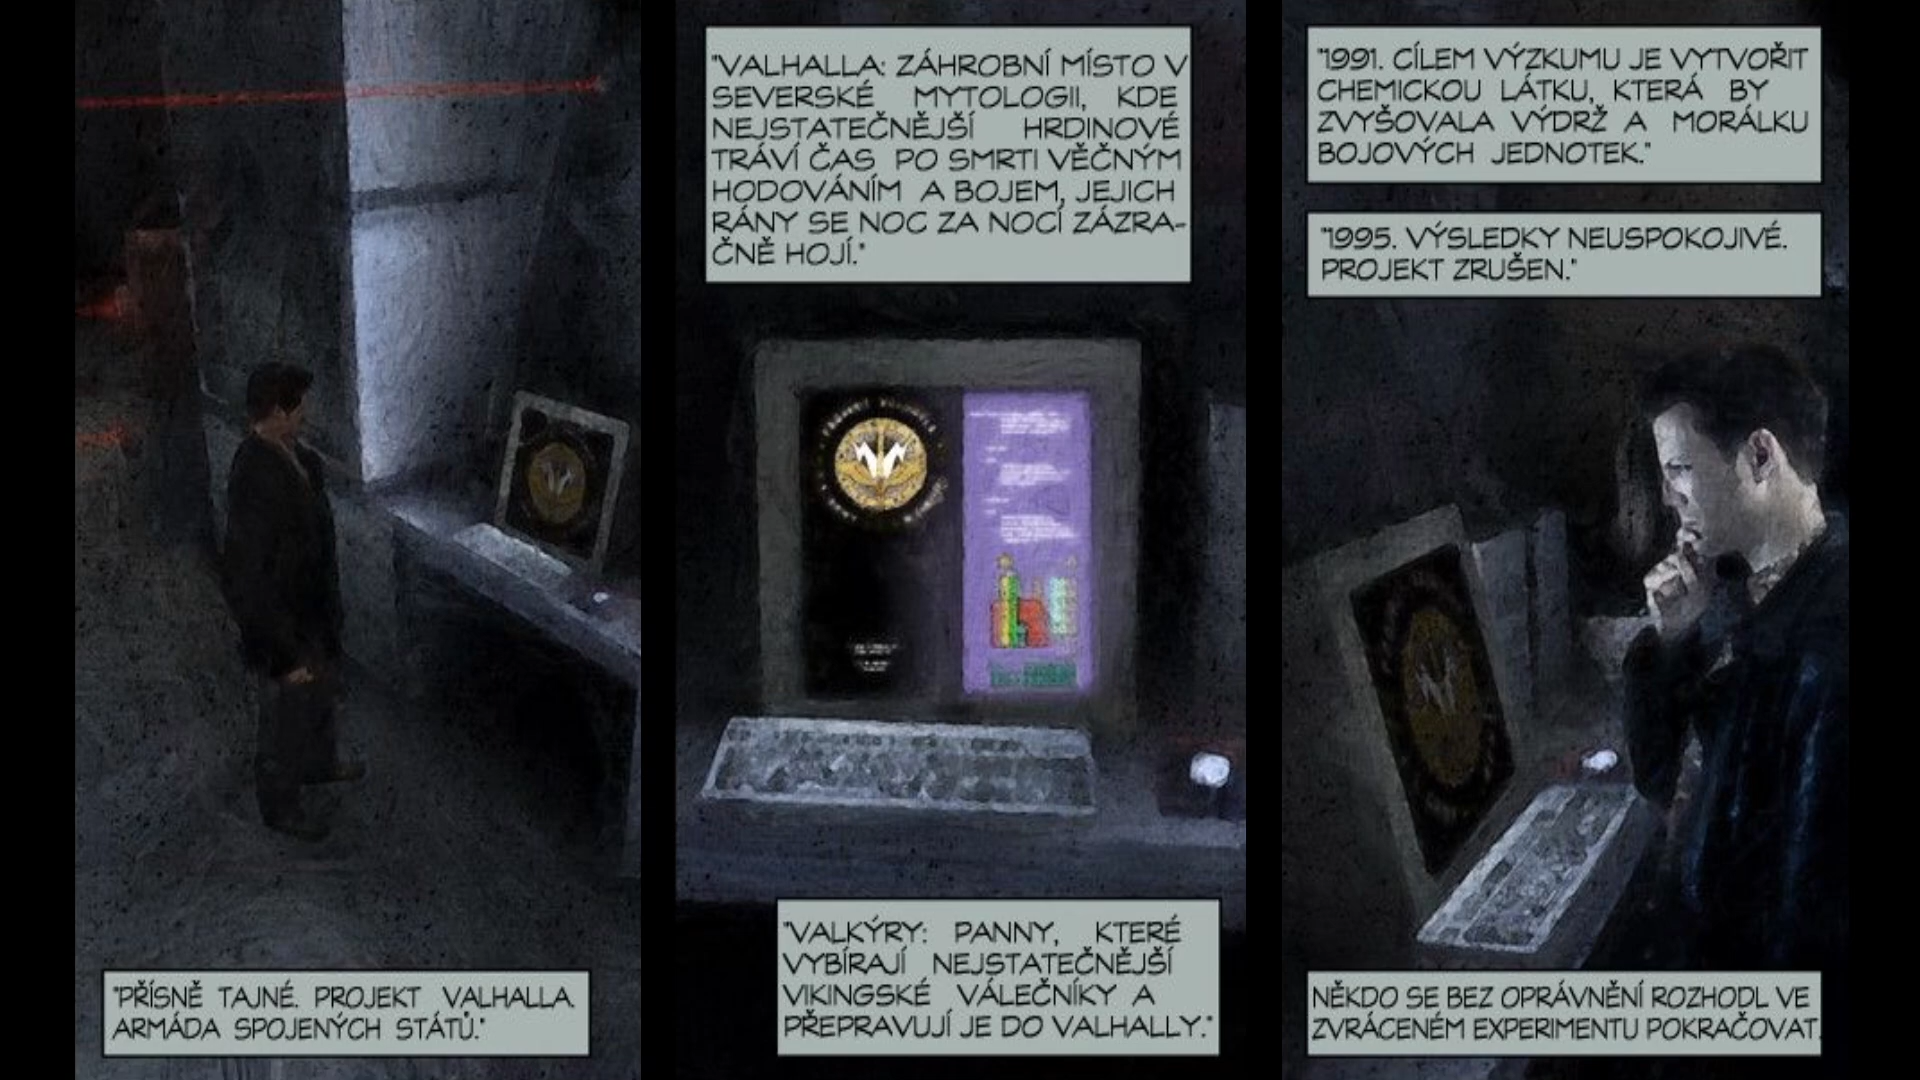 "PŘÍSNĚ TAJNÉ. PROJEKT VALHALLA.
ARMÁDA SPOJENÝCH STÁTŮ."
"VALHALLA: ZÁHROBNÍ MÍSTO V
SEVERSKÉ MYTOLOGII, KDE
NEJSTATEČNĚJŠÍ HRDINOVÉ
TRÁVÍ ČAS PO SMRTI VĚČNÝM
HODOVÁNÍM A BOJEM, JEJICH
RÁNY SE NOC ZA NOCÍ ZÁZRA-
ČNĚ HOJÍ."
"VALKÝRY: PANNY, KTERÉ
VYBÍRAJÍ NEJSTATEČNĚJŠÍ
VIKINGSKÉ VÁLEČNÍKY A
PŘEPRAVUJÍ JE DO VALHALLY."
"1991. CÍLEM VÝZKUMU JE VYTVOŘIT
CHEMICKOU LÁTKU, KTERÁ BY
ZVYŠOVALA VÝDRŽ A MORÁLKU
BOJOVÝCH JEDNOTEK."
"1995. VÝSLEDKY NEUSPOKOJIVÉ.
PROJEKT ZRUŠEN."
NĚKDO SE BEZ OPRÁVNĚNÍ ROZHODL VE
ZVRÁCENÉM EXPERIMENTU POKRAČOVAT.